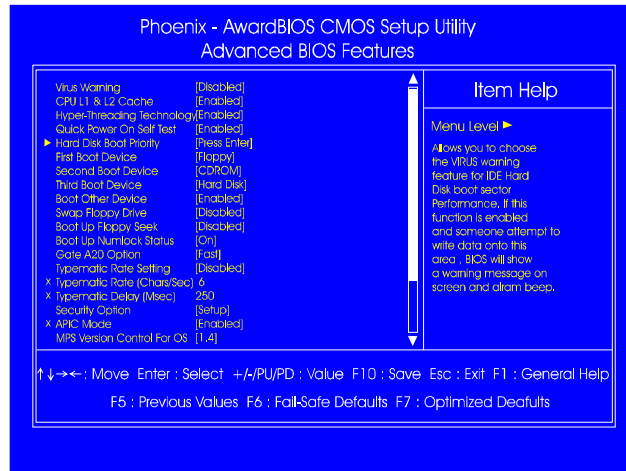 Phoenix - AwardBIOS CMOS Setup Utility
Advanced BIOS Features
Virus Warning [Disabled]
CPU L1 & L2 Cache [Enabled]
Hyper-Threading Technology[Enabled]
Quick Power On Self Test [Enabled]
► Hard Disk Boot Priority [Press Enter]
First Boot Device [Floppy]
Second Boot Device [CDROM]
Third Boot Device [Hard Disk]
Boot Other Device [Enabled]
Swap Floppy Drive [Disabled]
Boot Up Floppy Seek [Disabled]
Boot Up Numlock Status [On]
Gate A20 Option [Fast]
Typematic Rate Setting [Disabled]
X Typematic Rate (Chars/Sec) 6
X Typematic Delay (Msec) 250
Security Option [Setup]
X APIC Mode [Enabled]
MPS Version Control For OS [1.4]
Item Help
Menu Level ►
Allows you to choose
the VIRUS warning
feature for IDE Hard
Disk boot sector
Performance. If this
function is enabled
and someone attempt to
write data onto this
area , BIOS will show
a warning message on
screen and alram beep.
↑↓→←: Move Enter : Select +/-/PU/PD : Value F10 : Save Esc : Exit F1 : General Help
F5 : Previous Values F6 : Fail-Safe Defaults F7 : Optimized Deafults